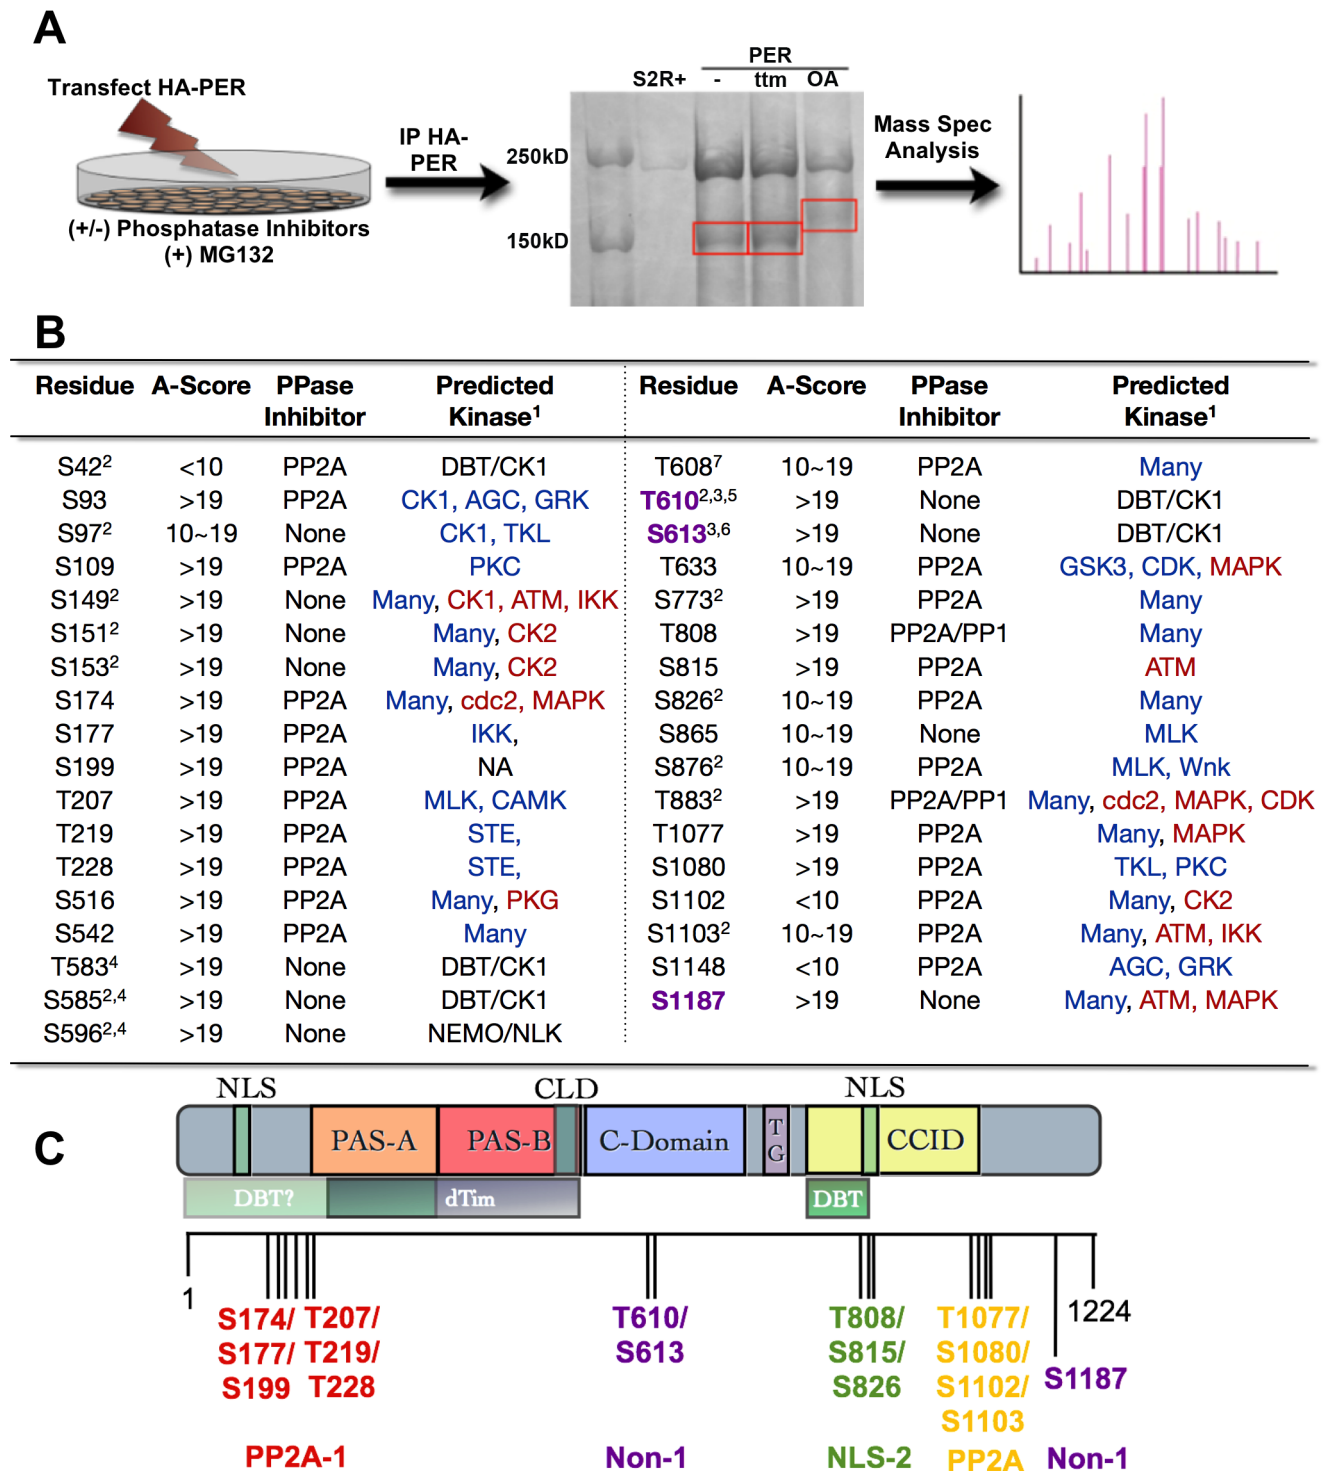 A
Transfect HA-PER
(+/-) Phosphatase Inhibitors
(+) MG132
IP HA-
PER
PER
S2R+ - ttm OA
250kD
150kD
Mass Spec
Analysis
B
Residue A-Score PPase Inhibitor Predicted Kinase¹ Residue A-Score PPase Inhibitor Predicted Kinase¹
S42² <10 PP2A DBT/CK1 T608⁷ 10~19 PP2A Many
S93 >19 PP2A CK1, AGC, GRK T610²,³,⁵ >19 None DBT/CK1
S97² 10~19 None CK1, TKL S613³,⁶ >19 None DBT/CK1
S109 >19 PP2A PKC T633 10~19 PP2A GSK3, CDK, MAPK
S149² >19 None Many, CK1, ATM, IKK S773² >19 PP2A Many
S151² >19 None Many, CK2 T808 >19 PP2A/PP1 Many
S153² >19 None Many, CK2 S815 >19 PP2A ATM
S174 >19 PP2A Many, cdc2, MAPK S826² 10~19 PP2A Many
S177 >19 PP2A IKK, S865 10~19 None MLK
S199 >19 PP2A NA S876² 10~19 PP2A MLK, Wnk
T207 >19 PP2A MLK, CAMK T883² >19 PP2A/PP1 Many, cdc2, MAPK, CDK
T219 >19 PP2A STE, T1077 >19 PP2A Many, MAPK
T228 >19 PP2A STE, S1080 >19 PP2A TKL, PKC
S516 >19 PP2A Many, PKG S1102 <10 PP2A Many, CK2
S542 >19 PP2A Many S1103² 10~19 PP2A Many, ATM, IKK
T583⁴ >19 None DBT/CK1 S1148 <10 PP2A AGC, GRK
S585²,⁴ >19 None DBT/CK1 S1187 >19 None Many, ATM, MAPK
S596²,⁴ >19 None NEMO/NLK
C
NLS CLD NLS
PAS-A PAS-B C-Domain TG CCID
DBT? dTim DBT
1
1224
S174/ T207/
S177/ T219/
S199 T228
T610/
S613
T808/
S815/
S826
T1077/
S1080/
S1102/
S1103
S1187
PP2A-1 Non-1 NLS-2 PP2A Non-1